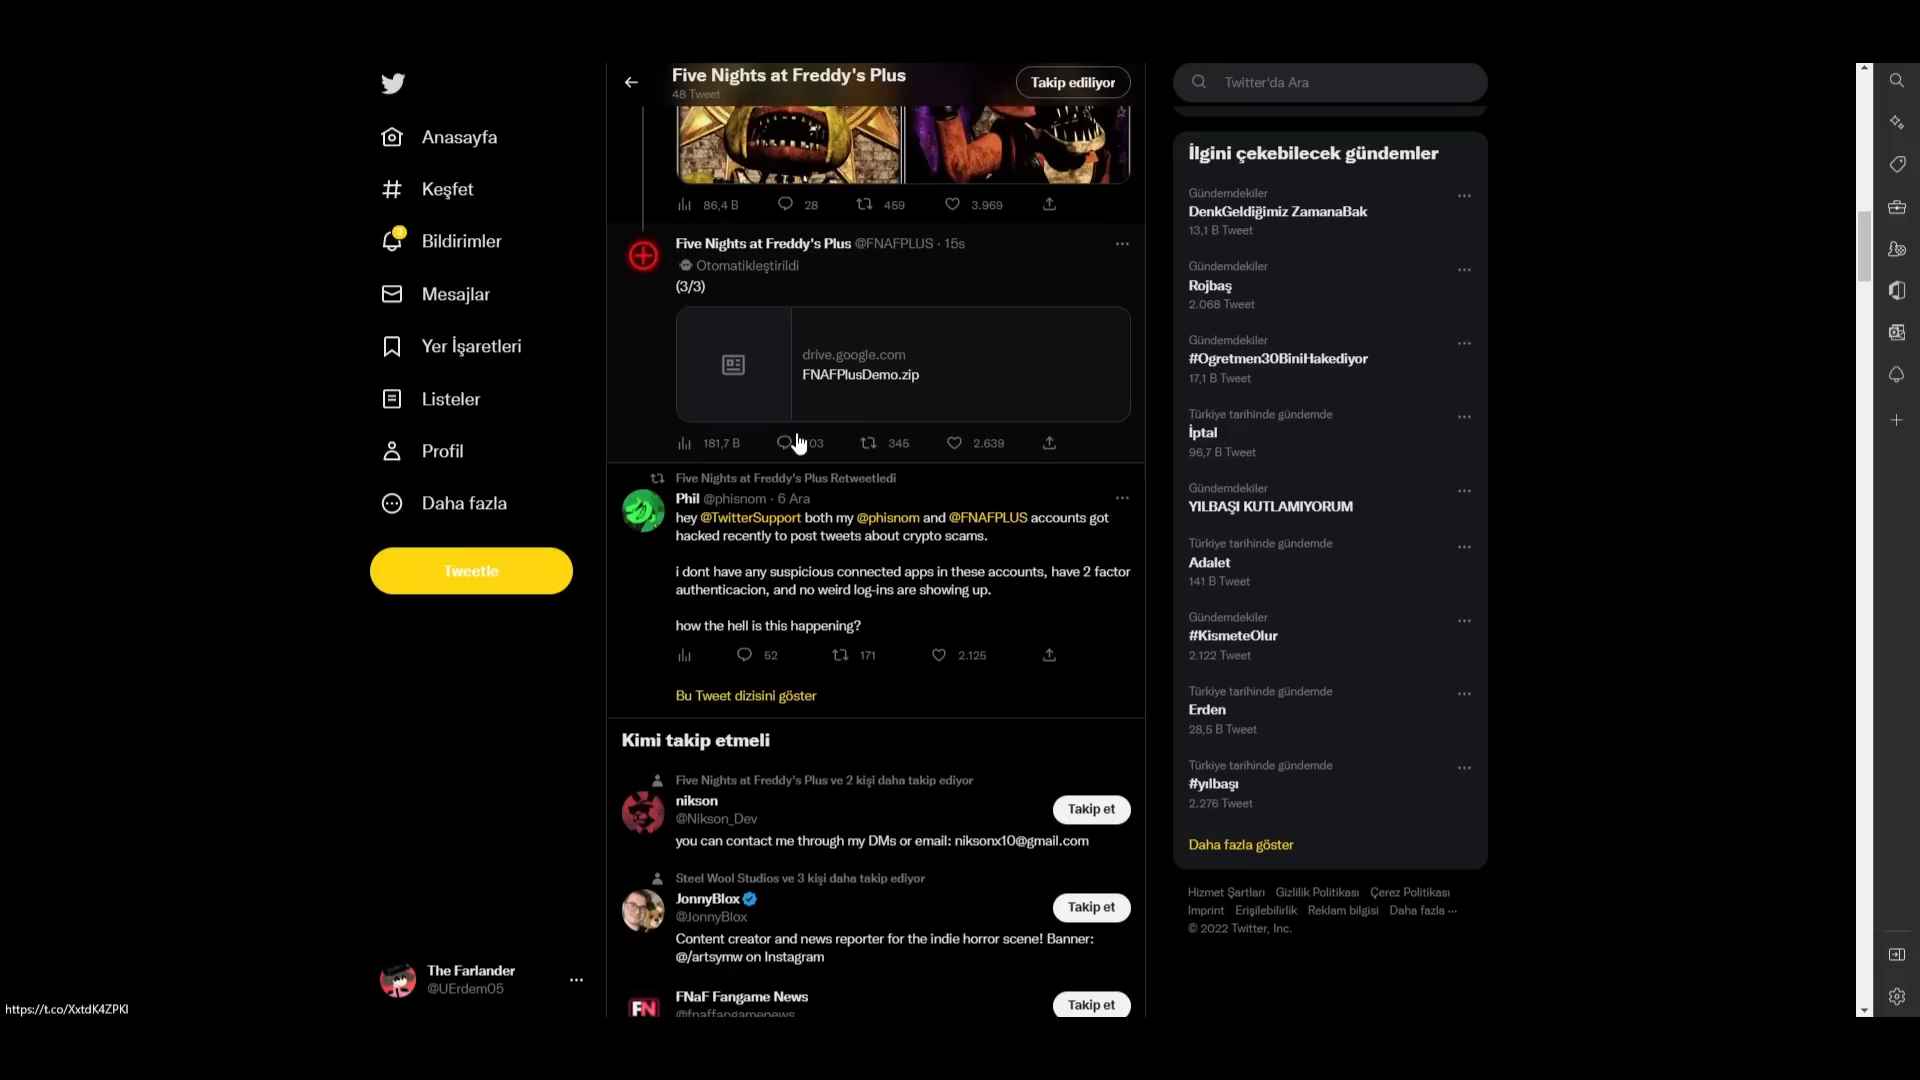 Anasayfa
Keşfet
3
Bildirimler
Mesajlar
Yer İşaretleri
Listeler
Profil
Daha fazla
Tweetle
The Farlander
@UErdem05
https://t.co/XxtdK4ZPKl
Five Nights at Freddy's Plus
48 Tweet
Takip ediliyor
86,4 B 28 459 3.969
Five Nights at Freddy's Plus @FNAFPLUS · 15s
Otomatikleştirildi
(3/3)
drive.google.com
FNAFPlusDemo.zip
181,7 B 03 345 2.639
Five Nights at Freddy's Plus Retweetledi
Phil @phisnom · 6 Ara
hey @TwitterSupport both my @phisnom and @FNAFPLUS accounts got
hacked recently to post tweets about crypto scams.
i dont have any suspicious connected apps in these accounts, have 2 factor
authenticacion, and no weird log-ins are showing up.
how the hell is this happening?
52 171 2.125
Bu Tweet dizisini göster
Kimi takip etmeli
Five Nights at Freddy's Plus ve 2 kişi daha takip ediyor
nikson
@Nikson_Dev
Takip et
you can contact me through my DMs or email: niksonx10@gmail.com
Steel Wool Studios ve 3 kişi daha takip ediyor
JonnyBlox
@JonnyBlox
Takip et
Content creator and news reporter for the indie horror scene! Banner:
@/artsymw on Instagram
FN
FNaF Fangame News
@fnaffangamenews
Takip et
Twitter'da Ara
İlgini çekebilecek gündemler
Gündemdekiler
DenkGeldiğimiz ZamanaBak
13,1 B Tweet
Gündemdekiler
Rojbaş
2.068 Tweet
Gündemdekiler
#Ogretmen30BiniHakediyor
17,1 B Tweet
Türkiye tarihinde gündemde
İptal
96,7 B Tweet
Gündemdekiler
YILBAŞI KUTLAMIYORUM
Türkiye tarihinde gündemde
Adalet
141 B Tweet
Gündemdekiler
#KismeteOlur
2.122 Tweet
Türkiye tarihinde gündemde
Erden
28,5 B Tweet
Türkiye tarihinde gündemde
#yılbaşı
2.276 Tweet
Daha fazla göster
Hizmet Şartları Gizlilik Politikası Çerez Politikası
Imprint Erişilebilirlik Reklam bilgisi Daha fazla ···
© 2022 Twitter, Inc.